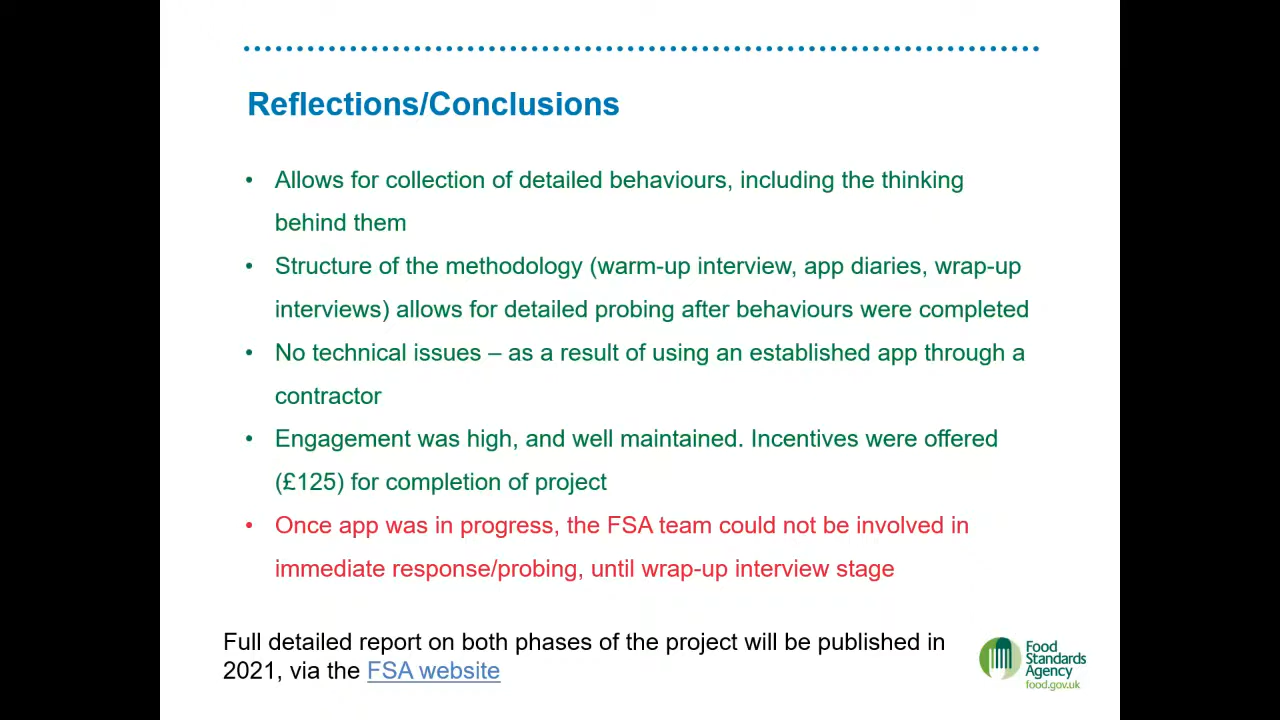 Reflections/Conclusions
• Allows for collection of detailed behaviours, including the thinking
behind them
• Structure of the methodology (warm-up interview, app diaries, wrap-up
interviews) allows for detailed probing after behaviours were completed
• No technical issues – as a result of using an established app through a
contractor
• Engagement was high, and well maintained. Incentives were offered
(£125) for completion of project
• Once app was in progress, the FSA team could not be involved in
immediate response/probing, until wrap-up interview stage
Full detailed report on both phases of the project will be published in
2021, via the FSA website
Food
Standards
Agency
food.gov.uk